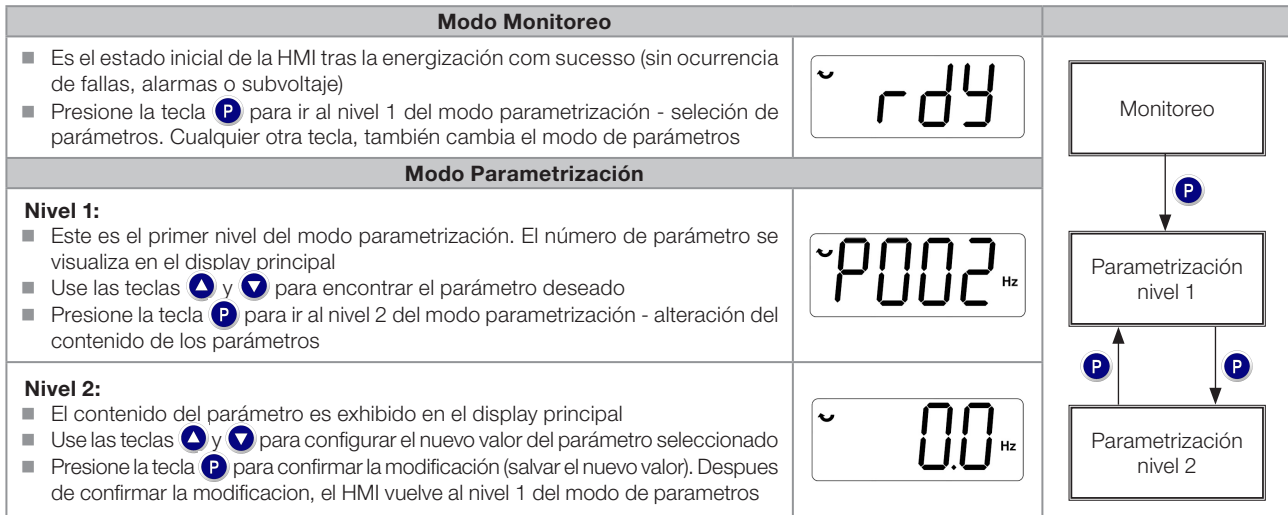 Modo Monitoreo
Es el estado inicial de la HMI tras la energización com sucesso (sin ocurrencia
de fallas, alarmas o subvoltaje)
Presione la tecla P para ir al nivel 1 del modo parametrización - seleción de
parámetros. Cualquier otra tecla, también cambia el modo de parámetros
rdy
Modo Parametrización
Nivel 1:
Este es el primer nivel del modo parametrización. El número de parámetro se
visualiza en el display principal
Use las teclas y para encontrar el parámetro deseado
Presione la tecla P para ir al nivel 2 del modo parametrización - alteración del
contenido de los parámetros
P002 Hz
Nivel 2:
El contenido del parámetro es exhibido en el display principal
Use las teclas y para configurar el nuevo valor del parámetro seleccionado
Presione la tecla P para confirmar la modificación (salvar el nuevo valor). Despues
de confirmar la modificacion, el HMI vuelve al nivel 1 del modo de parametros
0.0 Hz
Monitoreo
P
Parametrización
nivel 1
P
P
Parametrización
nivel 2